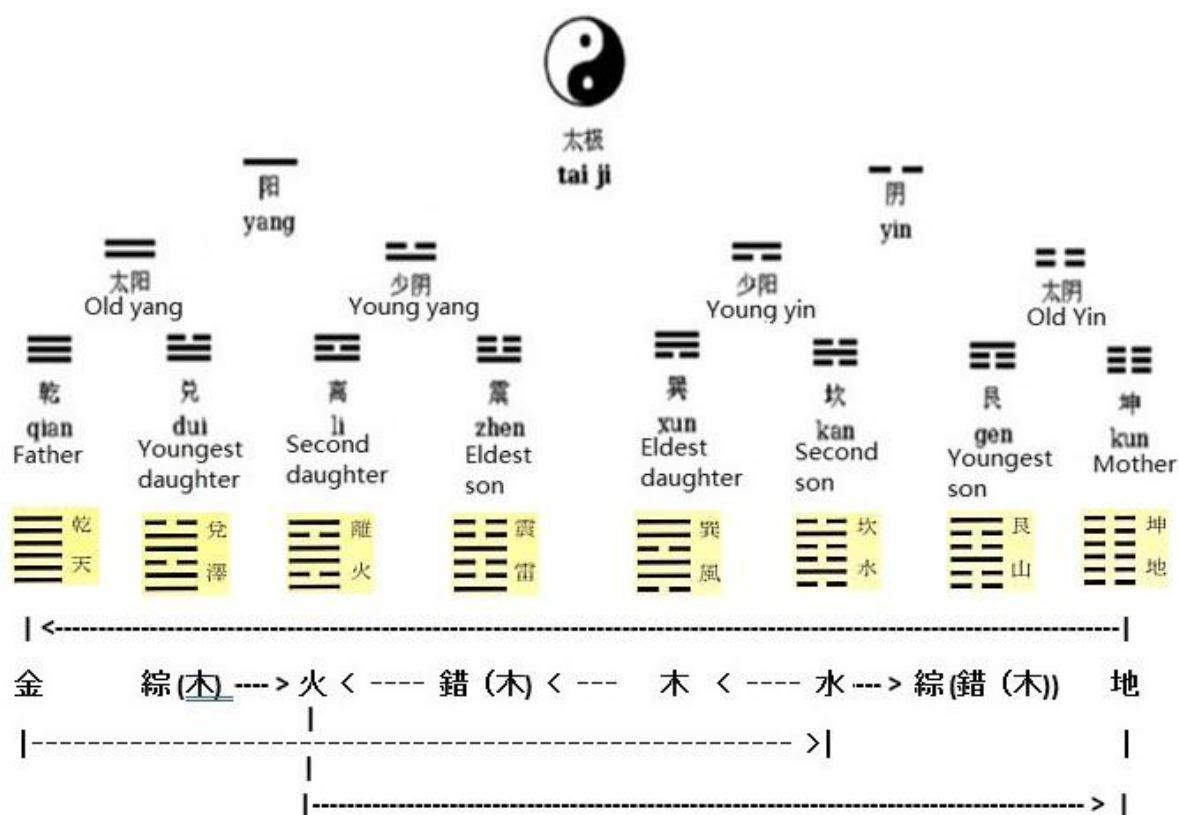 太极
tai ji
阳
yang
阴
yin
太阳
Old yang
少阴
Young yang
少阳
Young yin
太阴
Old Yin
乾
qian
Father
兑
dui
Youngest
daughter
离
li
Second
daughter
震
zhen
Eldest
son
巽
xun
Eldest
daughter
坎
kan
Second
son
艮
gen
Youngest
son
坤
kun
Mother
乾
天
兌
澤
離
火
震
雷
巽
風
坎
水
艮
山
坤
地
金 綜(木) ----> 火 < ---- 錯（木) < --- 木 < ---- 水 ---> 綜(錯（木)) 地